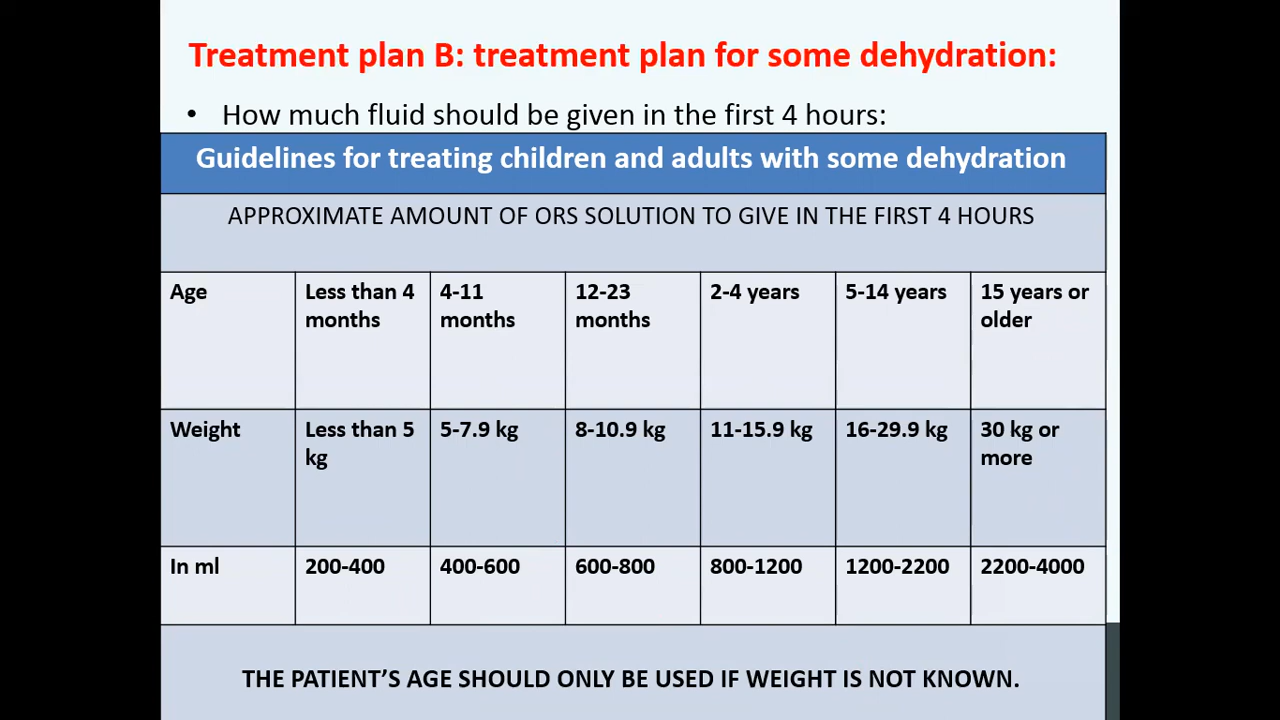 Treatment plan B: treatment plan for some dehydration:
• How much fluid should be given in the first 4 hours:
Guidelines for treating children and adults with some dehydration
APPROXIMATE AMOUNT OF ORS SOLUTION TO GIVE IN THE FIRST 4 HOURS
Age Less than 4 months 4-11 months 12-23 months 2-4 years 5-14 years 15 years or older
Weight Less than 5 kg 5-7.9 kg 8-10.9 kg 11-15.9 kg 16-29.9 kg 30 kg or more
In ml 200-400 400-600 600-800 800-1200 1200-2200 2200-4000
THE PATIENT’S AGE SHOULD ONLY BE USED IF WEIGHT IS NOT KNOWN.